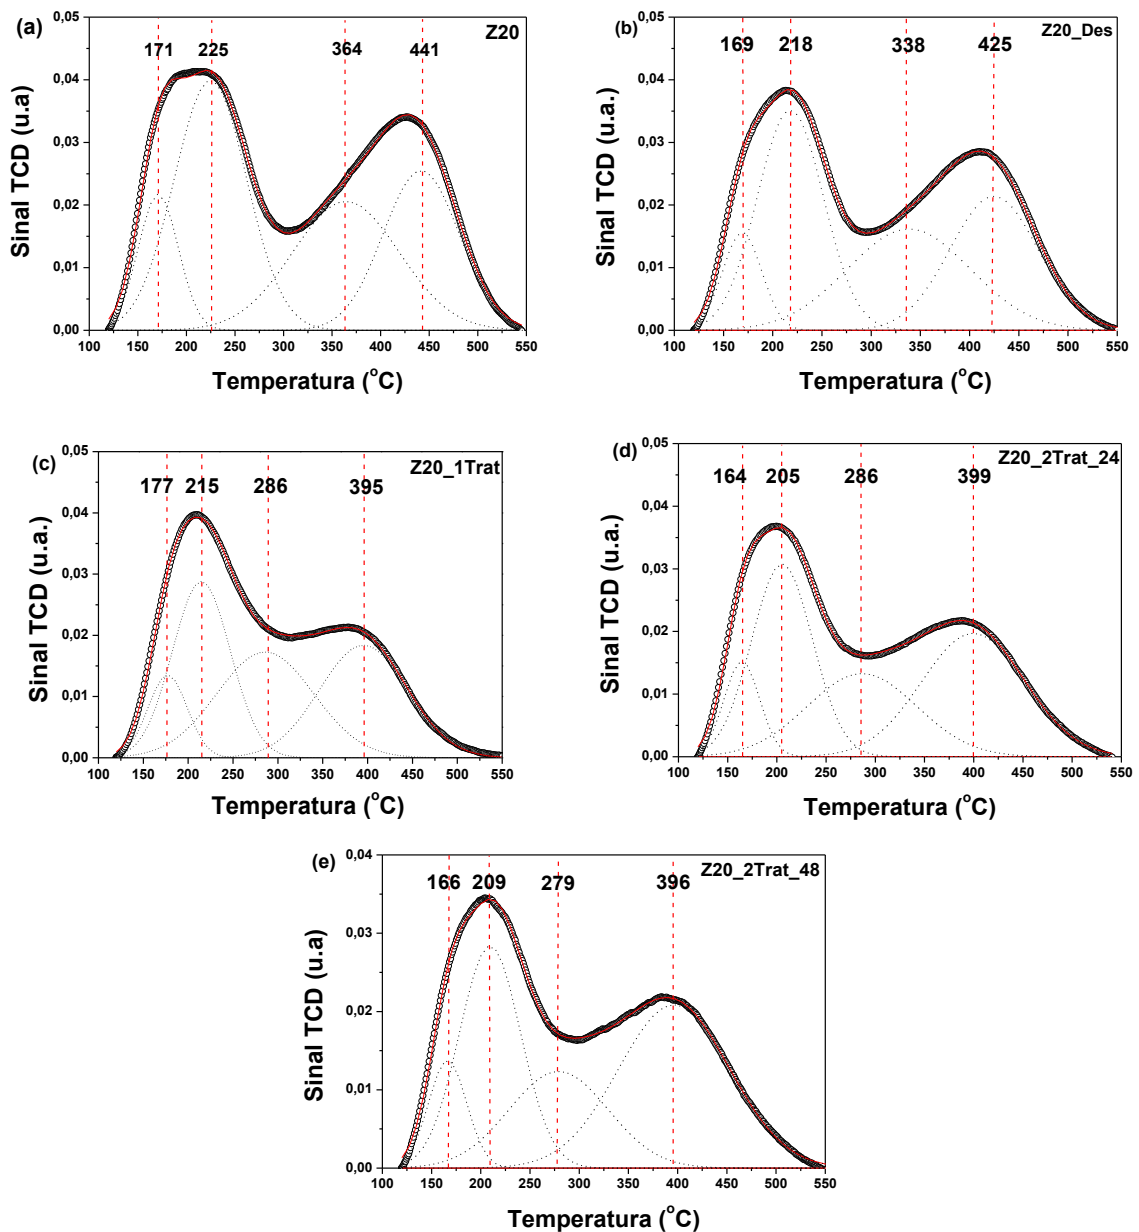 (a)
Z20
171 225 364 441
0,05
0,04
0,03
0,02
0,01
0,00
Sinal TCD (u.a)
100 150 200 250 300 350 400 450 500 550
Temperatura (°C)
(b)
Z20_Des
169 218 338 425
0,05
0,04
0,03
0,02
0,01
0,00
Sinal TCD (u.a.)
100 150 200 250 300 350 400 450 500 550
Temperatura (°C)
(c)
Z20_1Trat
177 215 286 395
0,05
0,04
0,03
0,02
0,01
0,00
Sinal TCD (u.a.)
100 150 200 250 300 350 400 450 500 550
Temperatura (°C)
(d)
Z20_2Trat_24
164 205 286 399
0,05
0,04
0,03
0,02
0,01
0,00
Sinal TCD (u.a.)
100 150 200 250 300 350 400 450 500 550
Temperatura (°C)
(e)
Z20_2Trat_48
166 209 279 396
0,04
0,03
0,02
0,01
0,00
Sinal TCD (u.a)
100 150 200 250 300 350 400 450 500 550
Temperatura (°C)